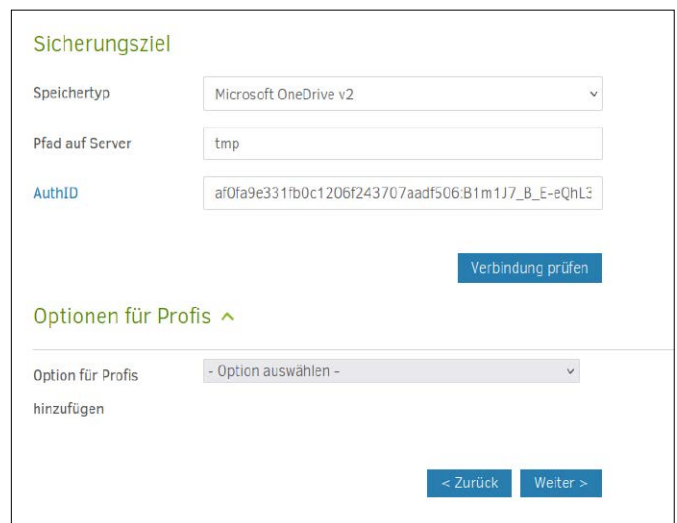 Sicherungsziel
Speichertyp
Microsoft OneDrive v2
Pfad auf Server
tmp
AuthID
af0fa9e331fb0c1206f243707aadf506:B1m1J7_B_E-eQhL3
Verbindung prüfen
Optionen für Profis
Option für Profis
hinzufügen
- Option auswählen -
< Zurück
Weiter >